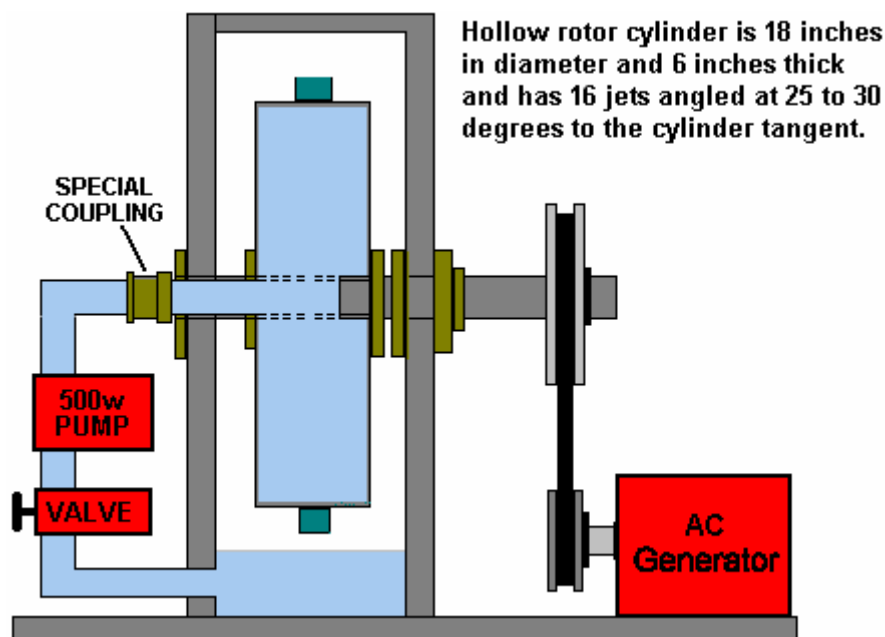 Hollow rotor cylinder is 18 inches
in diameter and 6 inches thick
and has 16 jets angled at 25 to 30
degrees to the cylinder tangent.
SPECIAL
COUPLING
500w
PUMP
VALVE
AC
Generator